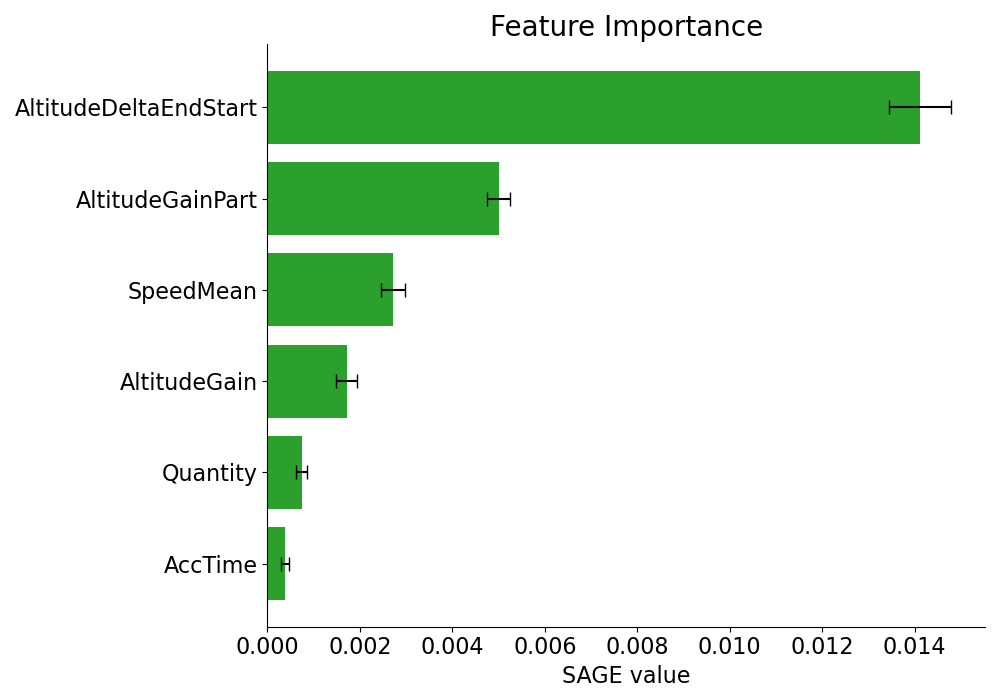 Feature Importance
AltitudeDeltaEndStart
AltitudeGainPart
SpeedMean
AltitudeGain
Quantity
AccTime
0.000 0.002 0.004 0.006 0.008 0.010 0.012 0.014
SAGE value